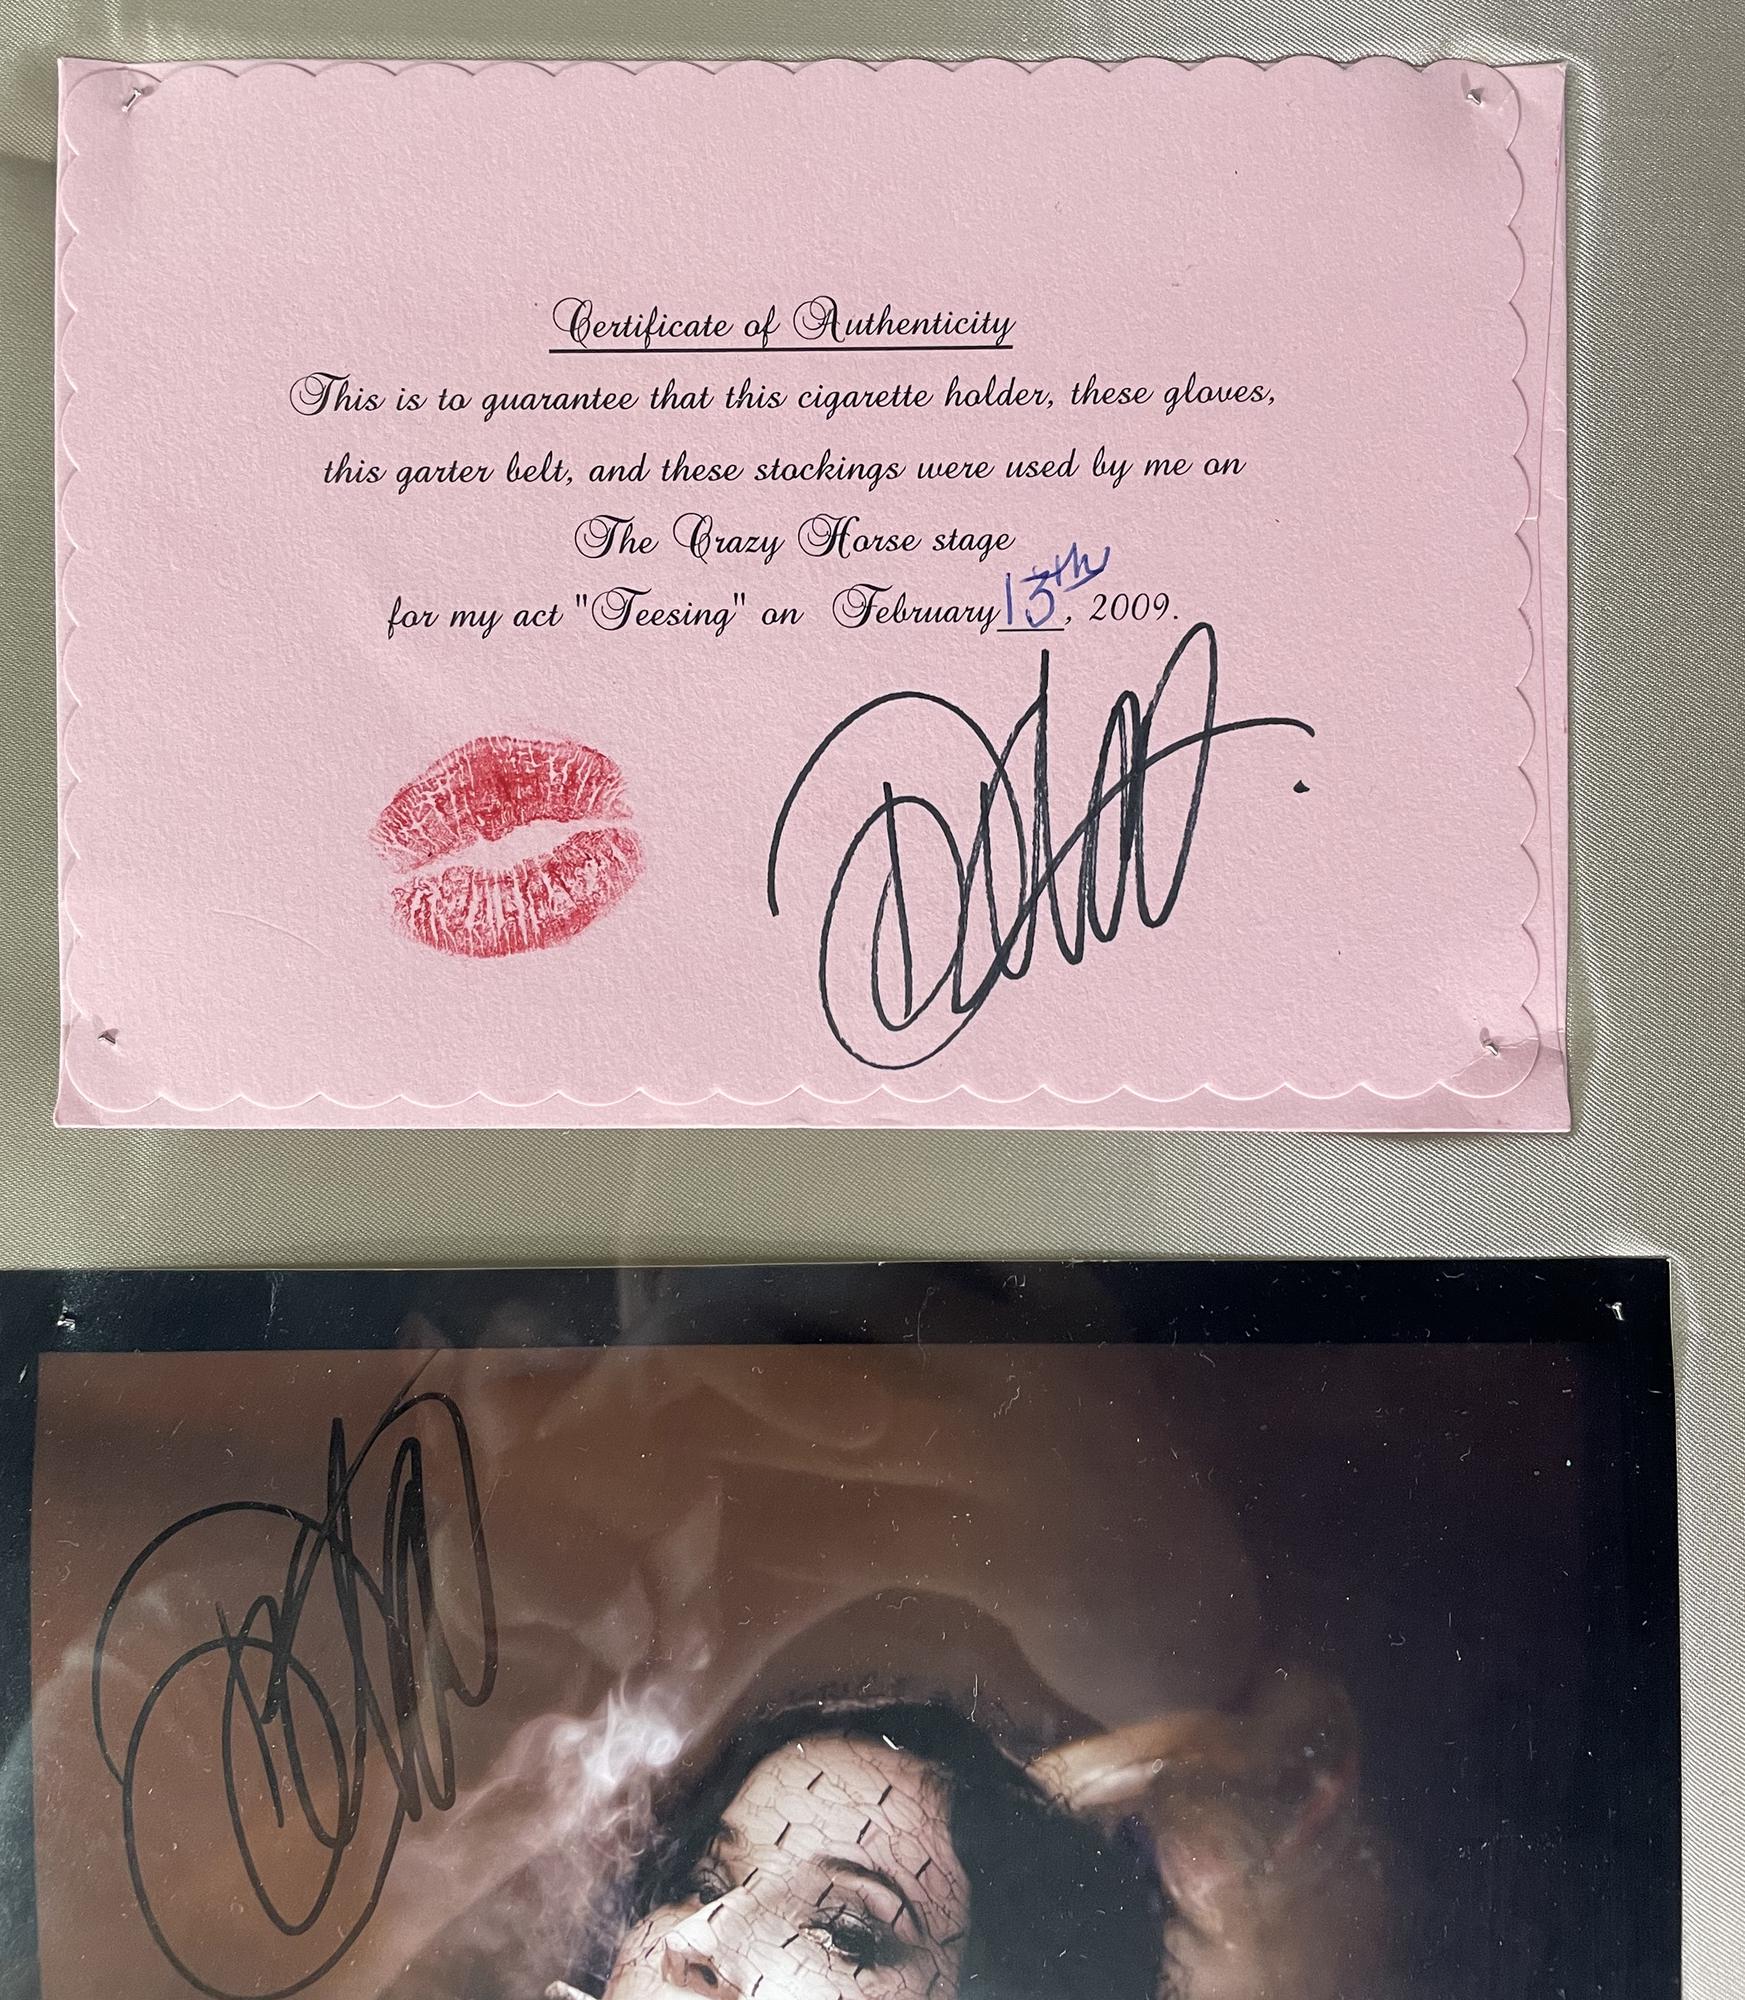 Certificate of Authenticity
This is to guarantee that this cigarette holder, these gloves,
this garter belt, and these stockings were used by me on
The Crazy Horse stage
for my act "Teesing" on February 13th, 2009.